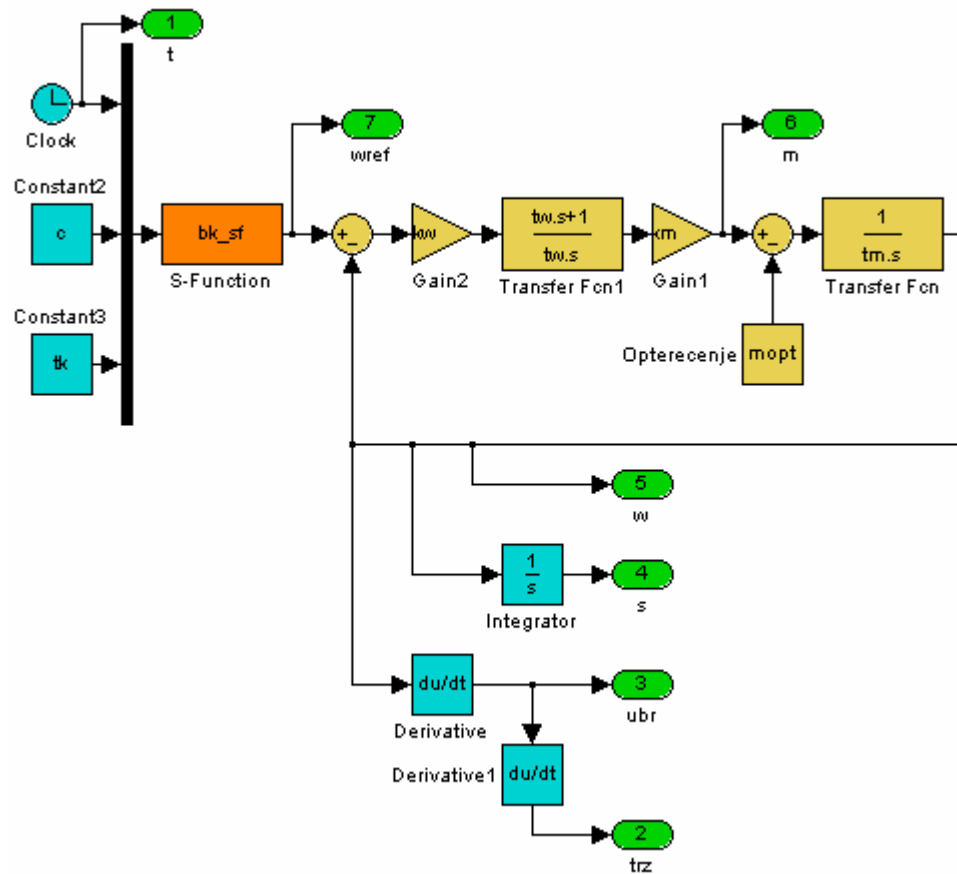 1
t
Clock
7
wref
6
m
Constant2
c
bk_sf
S-Function
+
-
kw
Gain2
tw.s+1
tw.s
Transfer Fcn1
km
Gain1
+
-
1
tm.s
Transfer Fcn
Constant3
tk
Opterecenje
mopt
5
w
1
s
Integrator
4
s
du/dt
Derivative
3
ubr
Derivative1
du/dt
2
trz